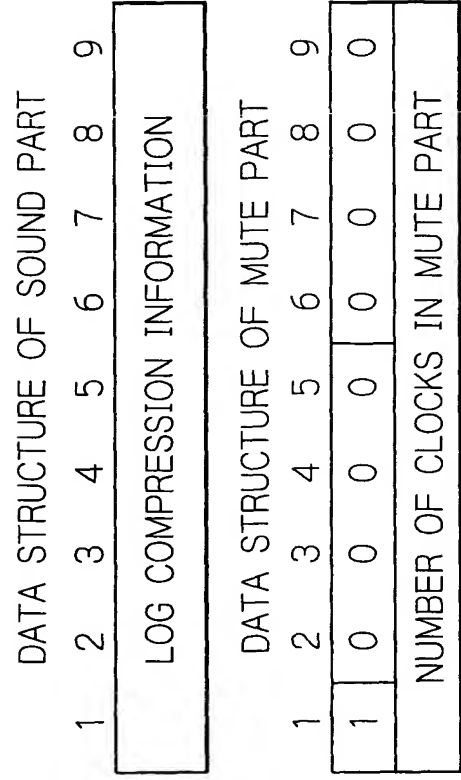 DATA STRUCTURE OF SOUND PART
1 2 3 4 5 6 7 8 9
LOG COMPRESSION INFORMATION
DATA STRUCTURE OF MUTE PART
1 2 3 4 5 6 7 8 9
1 0 0 0 0 0 0 0 0
NUMBER OF CLOCKS IN MUTE PART